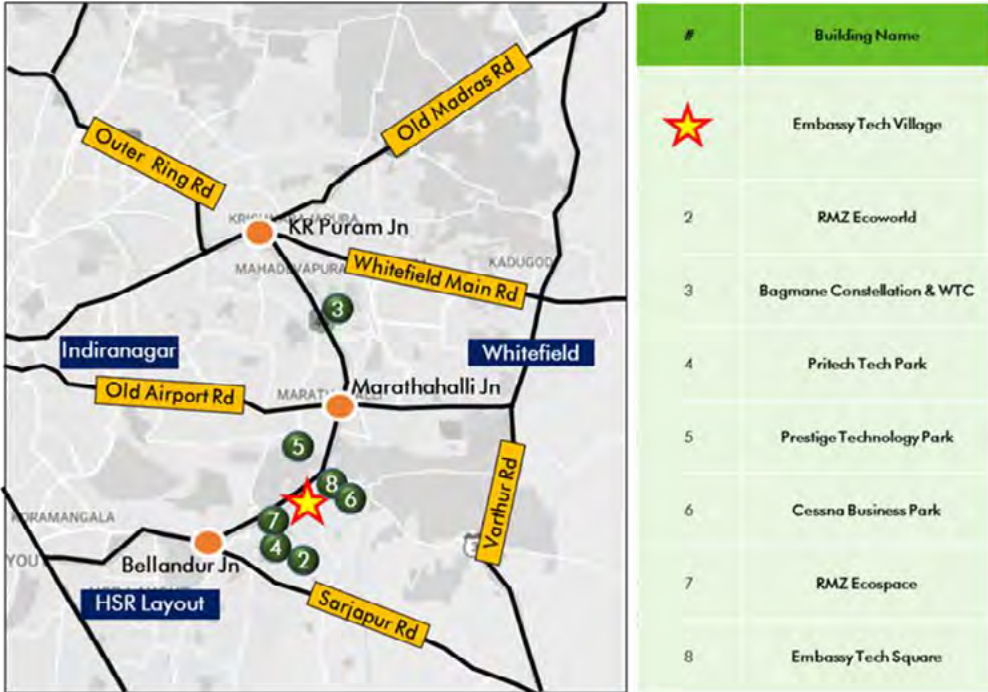 Old Madras Rd
Outer Ring Rd
KR Puram Jn
MAHADEVAPURA
Whitefield Main Rd
KADUGOD
3
Indiranagar
Whitefield
Marathahalli Jn
Old Airport Rd
5
8
6
Varthur Rd
KORAMANGALA
7
4
2
YOUT
Bellandur Jn
HSR Layout
Sarjapur Rd
# Building Name
Embassy Tech Village
2 RMZ Ecoworld
3 Bagmane Constellation & WTC
4 Pritech Tech Park
5 Prestige Technology Park
6 Cessna Business Park
7 RMZ Ecospace
8 Embassy Tech Square